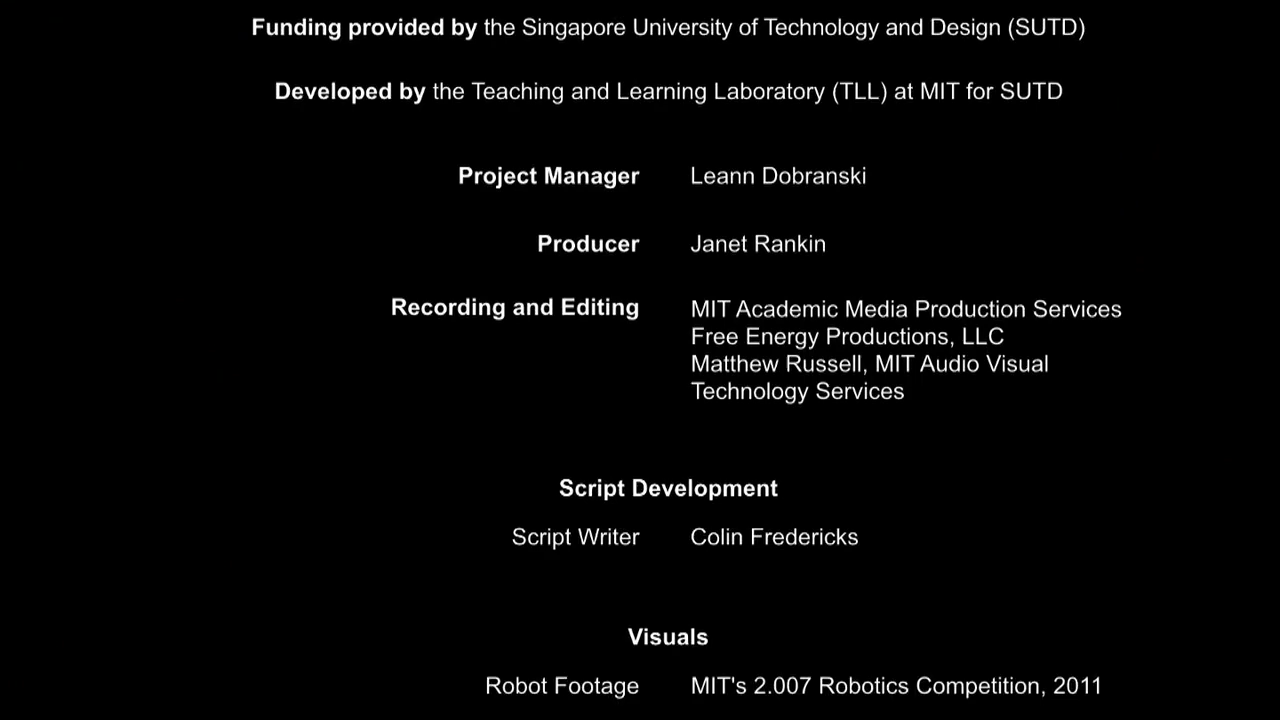 Funding provided by the Singapore University of Technology and Design (SUTD)
Developed by the Teaching and Learning Laboratory (TLL) at MIT for SUTD
Project Manager Leann Dobranski
Producer Janet Rankin
Recording and Editing MIT Academic Media Production Services
Free Energy Productions, LLC
Matthew Russell, MIT Audio Visual
Technology Services
Script Development
Script Writer Colin Fredericks
Visuals
Robot Footage MIT's 2.007 Robotics Competition, 2011